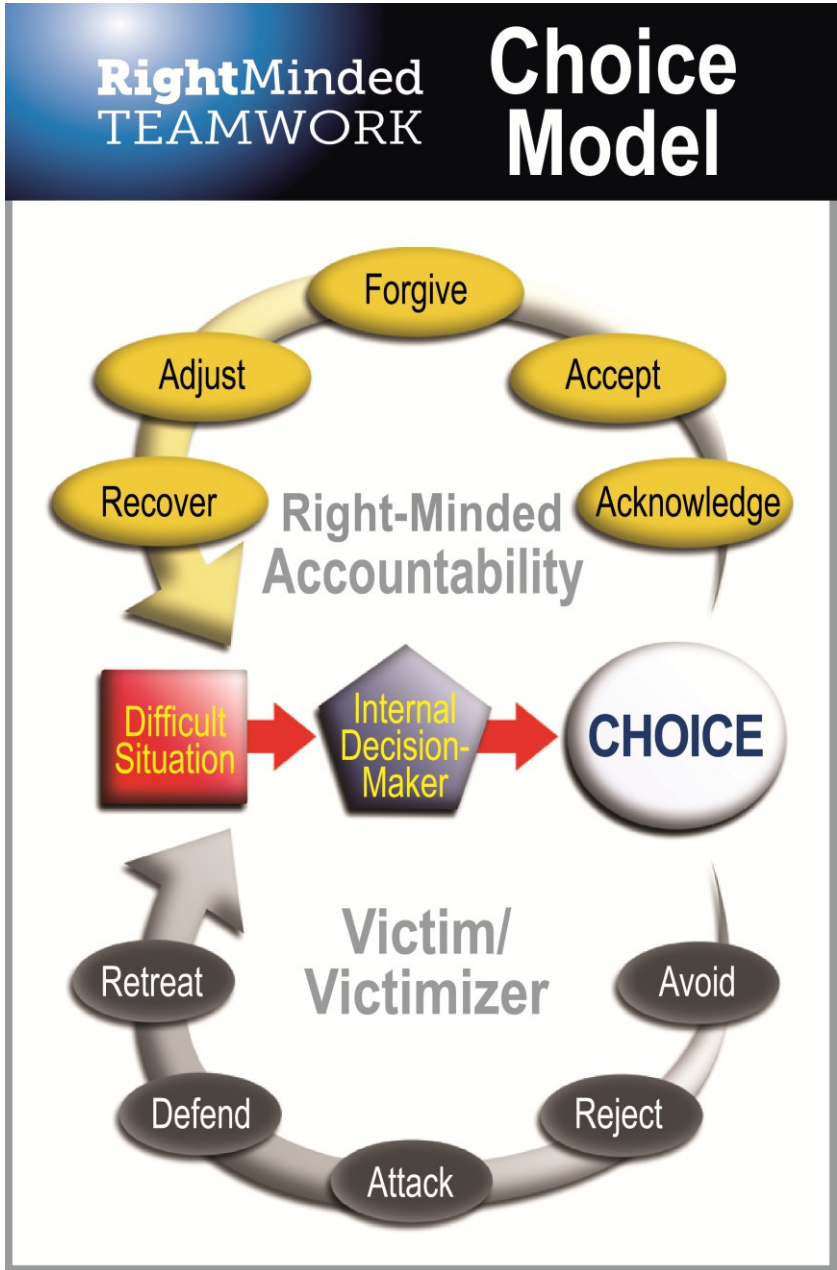 RightMinded
TEAMWORK
Choice
Model
Forgive
Adjust
Accept
Recover
Acknowledge
Right-Minded
Accountability
Difficult
Situation
Internal
Decision-
Maker
CHOICE
Victim/
Victimizer
Retreat
Avoid
Defend
Reject
Attack